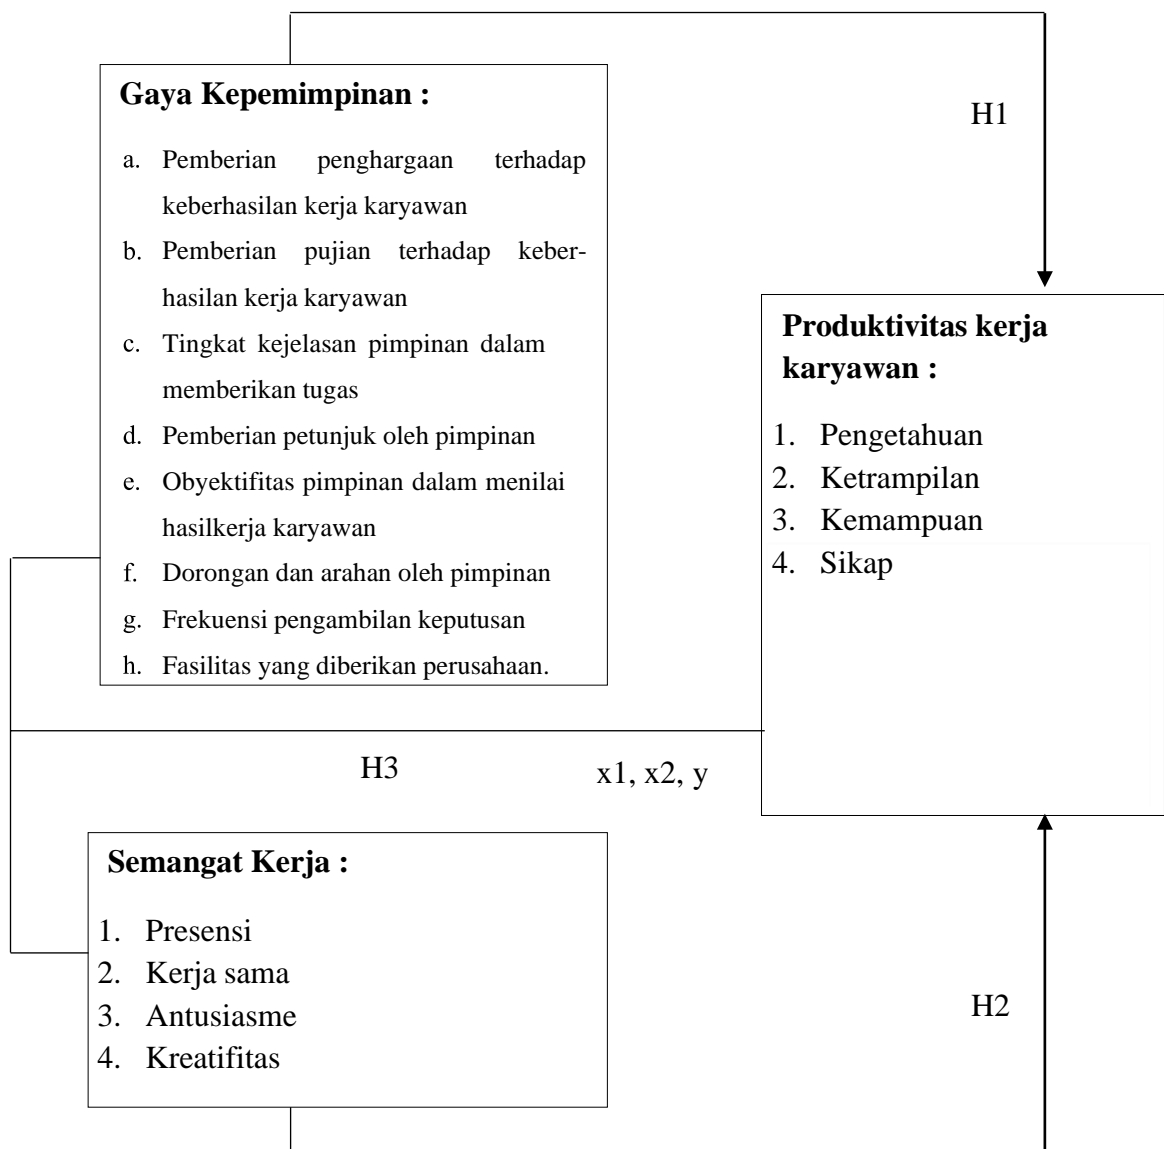 Gaya Kepemimpinan :
a. Pemberian penghargaan terhadap
keberhasilan kerja karyawan
b. Pemberian pujian terhadap keber-
hasilan kerja karyawan
c. Tingkat kejelasan pimpinan dalam
memberikan tugas
d. Pemberian petunjuk oleh pimpinan
e. Obyektifitas pimpinan dalam menilai
hasilkerja karyawan
f. Dorongan dan arahan oleh pimpinan
g. Frekuensi pengambilan keputusan
h. Fasilitas yang diberikan perusahaan.
H1
Produktivitas kerja
karyawan :
1. Pengetahuan
2. Ketrampilan
3. Kemampuan
4. Sikap
H3
x1, x2, y
Semangat Kerja :
1. Presensi
2. Kerja sama
3. Antusiasme
4. Kreatifitas
H2